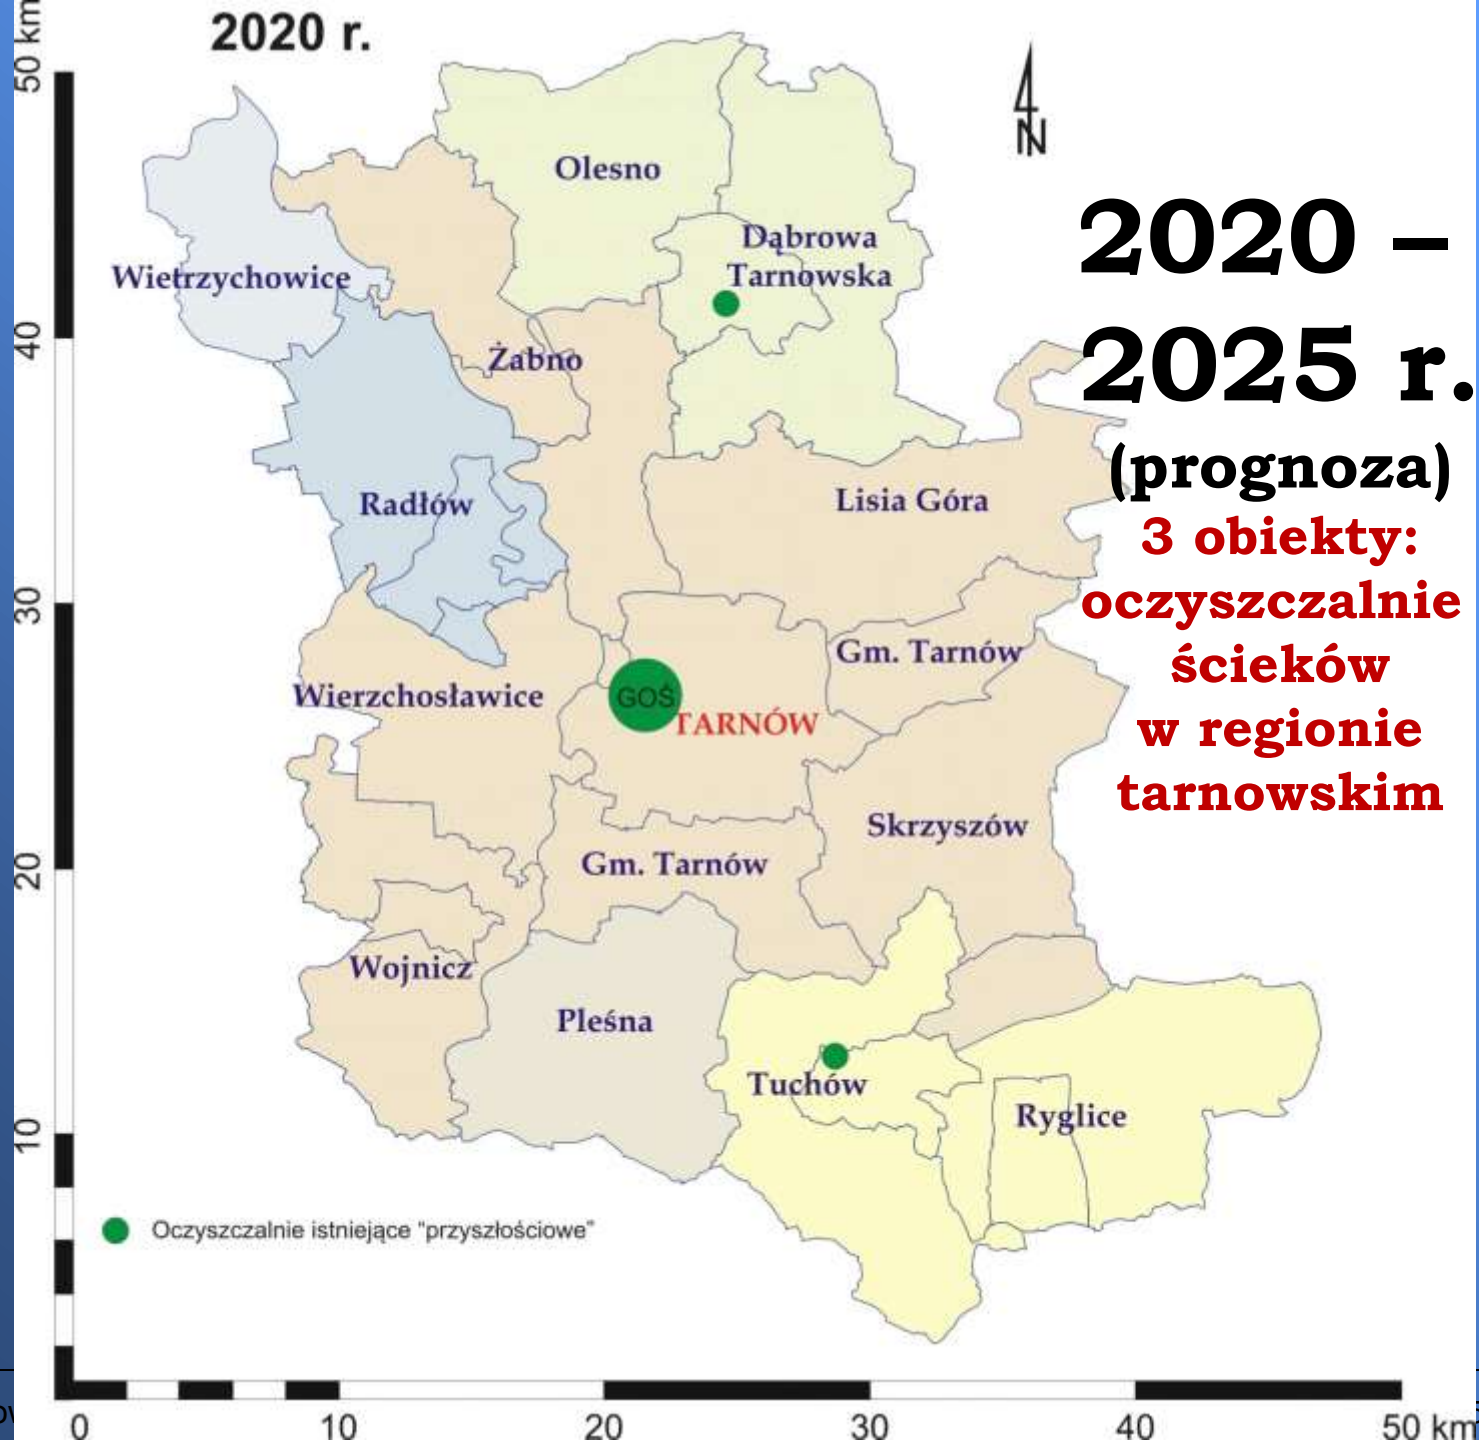 50 km
2020 r.
Olesno
Dąbrowa
Tarnowska
Wietrzychowice
2020 –
2025 r.
(prognoza)
3 obiekty:
oczyszczalnie
ścieków
w regionie
tarnowskim
40
Żabno
Radłów
Lisia Góra
30
Gm. Tarnów
Wierzchosławice
GOŚ
TARNÓW
Skrzyszów
20
Gm. Tarnów
Wojnicz
Pleśna
Tuchów
Ryglice
10
Oczyszczalnie istniejące “przyszłościowe”
0 10 20 30 40 50 km
N